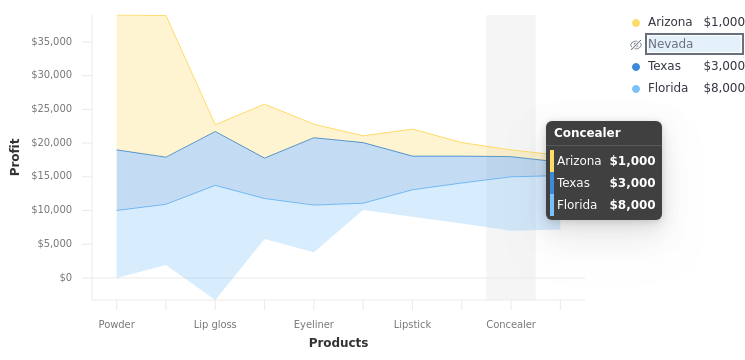 Arizona $1,000
Nevada
Texas $3,000
Florida $8,000
$35,000
$30,000
$25,000
$20,000
$15,000
$10,000
$5,000
$0
Profit
Concealer
Arizona $1,000
Texas $3,000
Florida $8,000
Powder Lip gloss Eyeliner Lipstick Concealer
Products